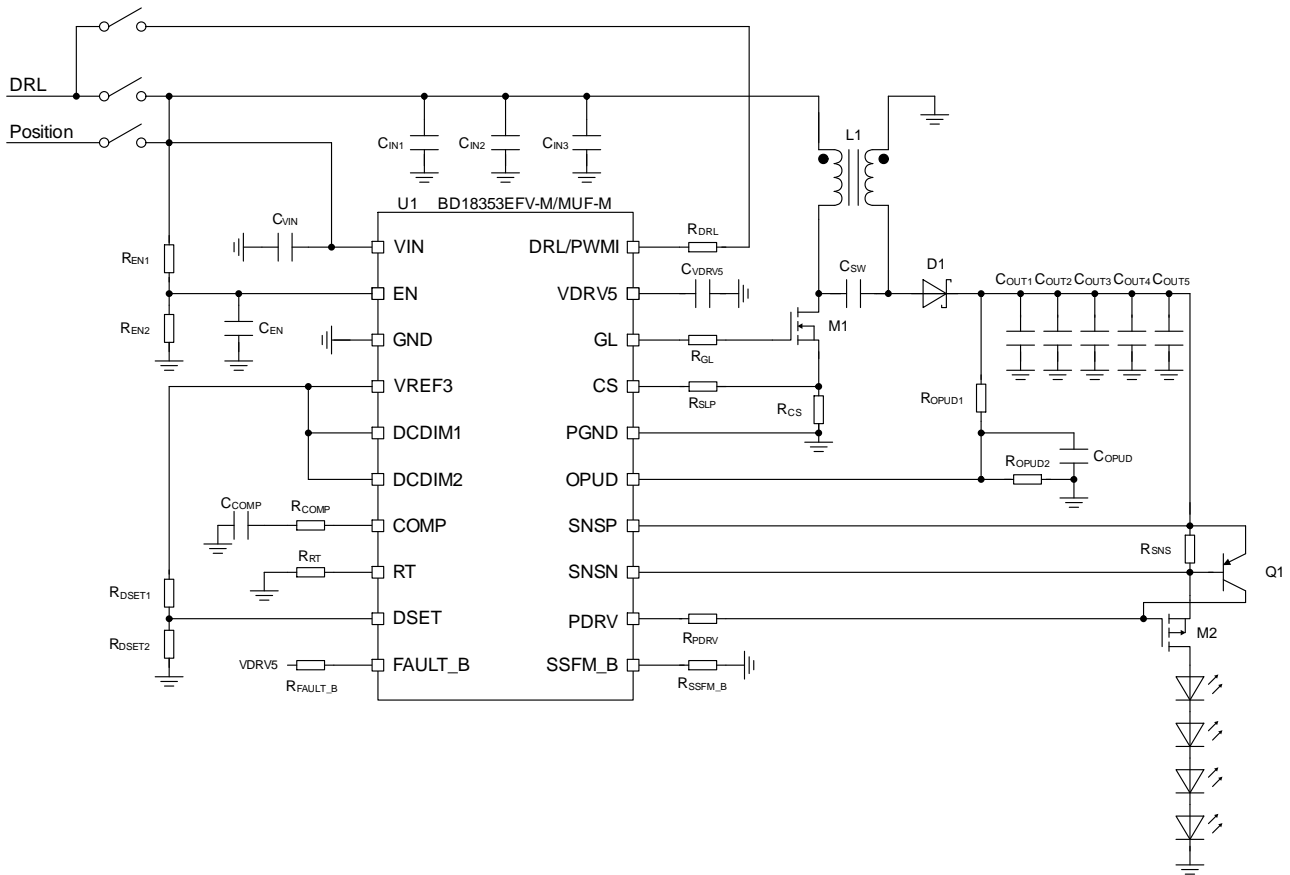 DRL
Position
CIN1
CIN2
CIN3
L1
U1 BD18353EFV-M/MUF-M
CVIN
VIN
DRL/PWMI
RDRL
REN1
EN
VDRV5
CVDRV5
CSW
D1
COUT1 COUT2 COUT3 COUT4 COUT5
REN2
CEN
GND
GL
RGL
M1
VREF3
CS
RSLP
RCS
ROPUD1
DCDIM1
PGND
DCDIM2
OPUD
ROPUD2
COPUD
CCOMP
RCOMP
COMP
SNSP
RSNS
RRT
RT
SNSN
Q1
RDSET1
DSET
PDRV
RPDRV
M2
RDSET2
VDRV5
RFAULT_B
FAULT_B
SSFM_B
RSSFM_B